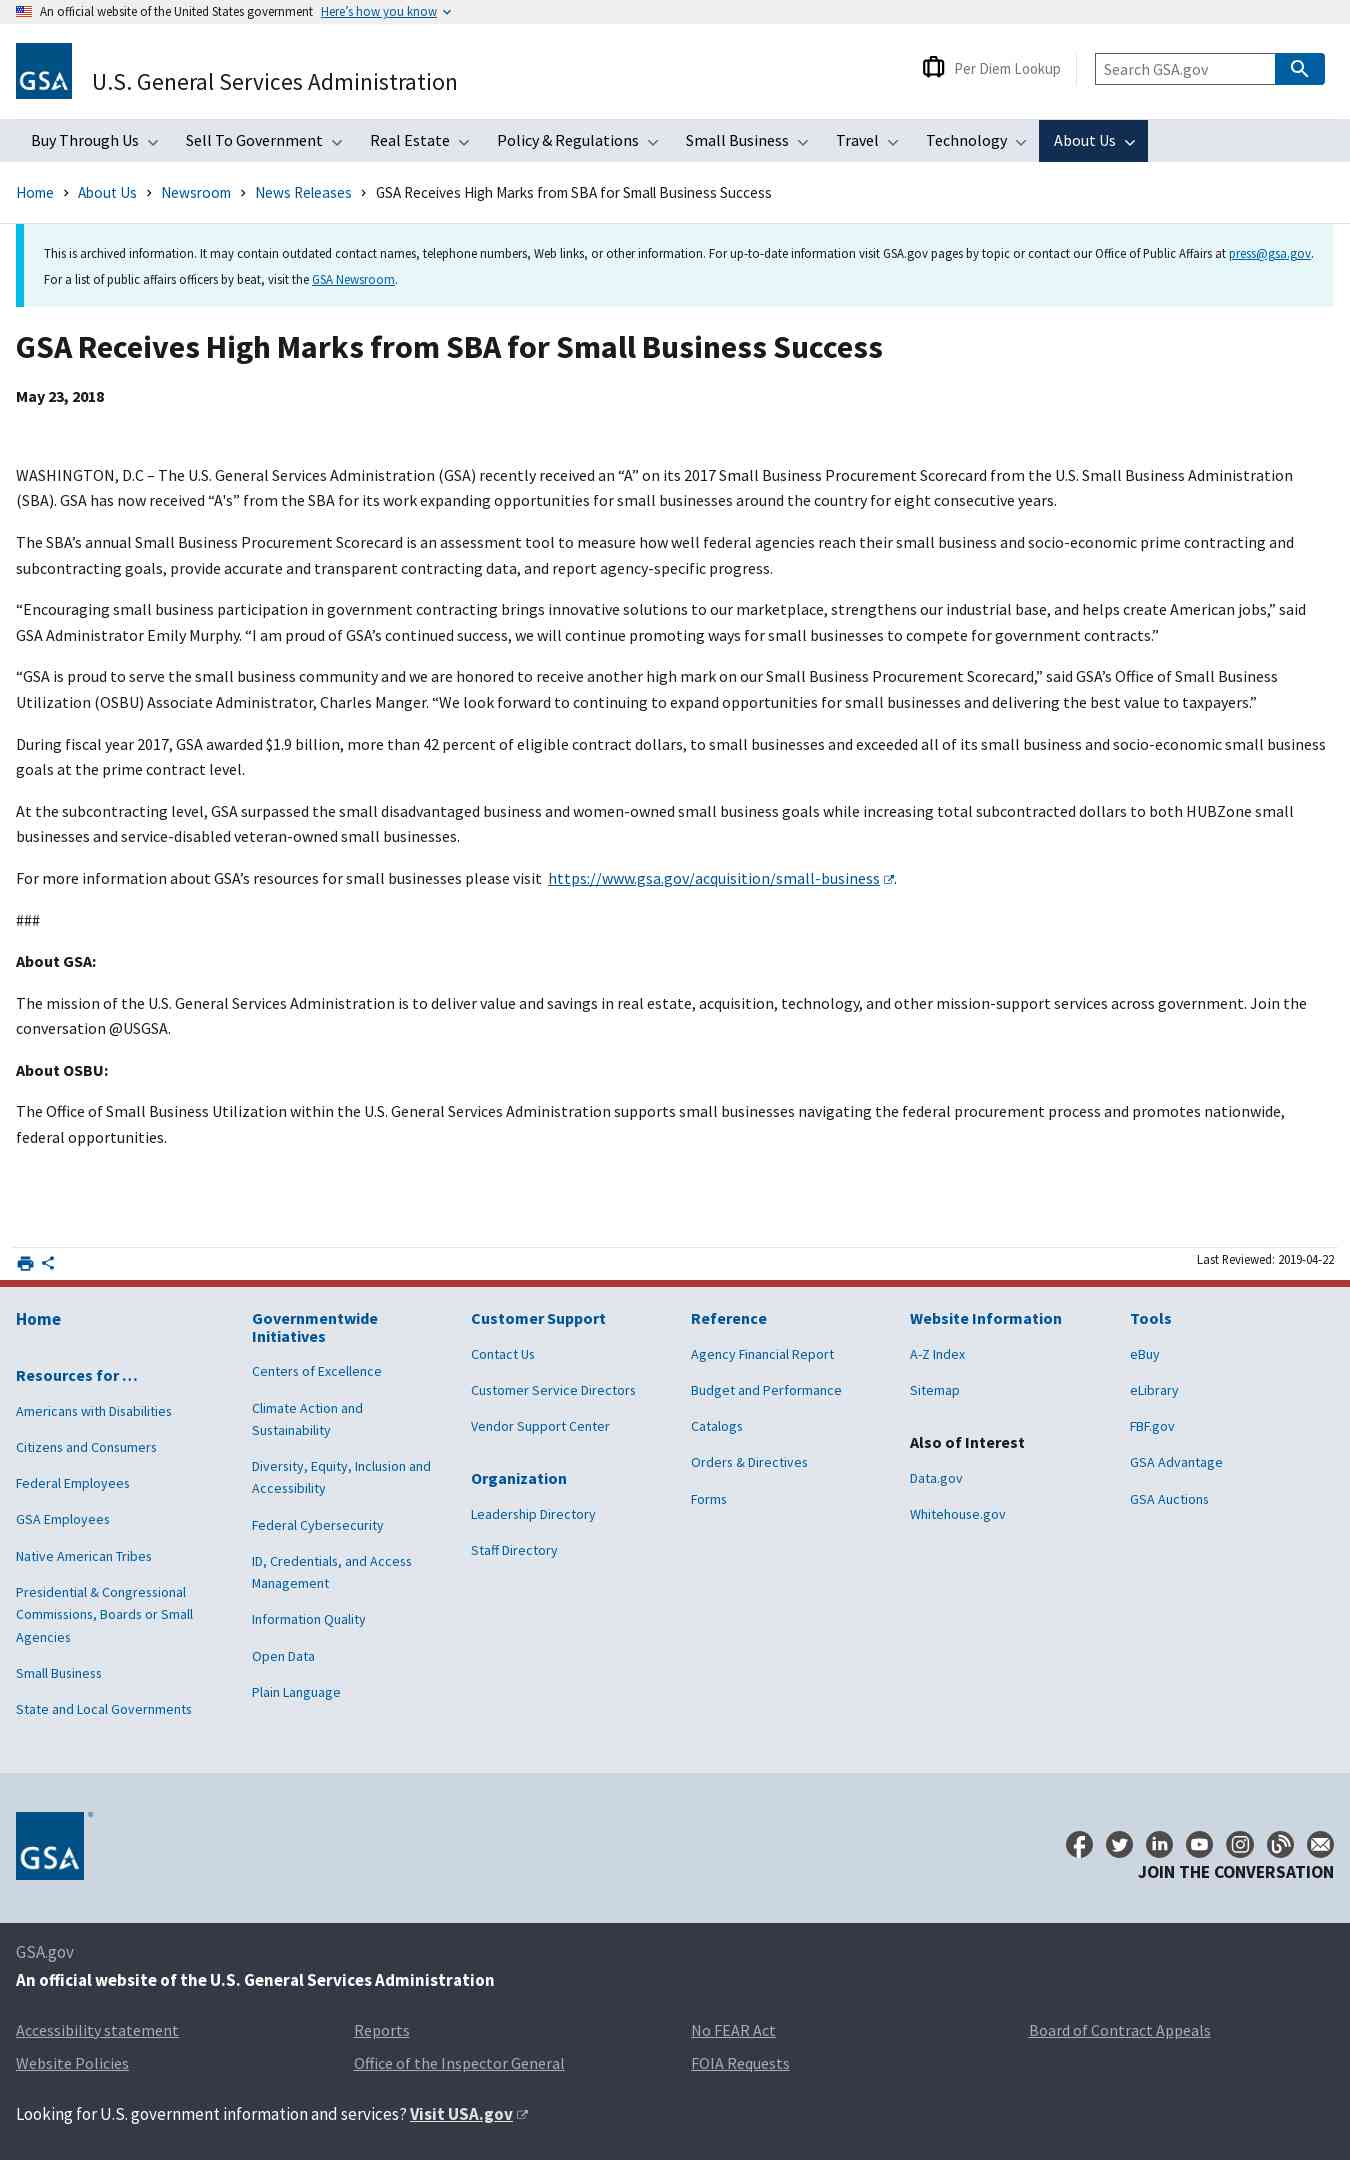 An official website of the United States government Here’s how you know
GSA
U.S. General Services Administration
Per Diem Lookup
Search GSA.gov
Buy Through Us Sell To Government Real Estate Policy & Regulations Small Business Travel Technology About Us
Home About Us Newsroom News Releases GSA Receives High Marks from SBA for Small Business Success
This is archived information. It may contain outdated contact names, telephone numbers, Web links, or other information. For up-to-date information visit GSA.gov pages by topic or contact our Office of Public Affairs at press@gsa.gov.
For a list of public affairs officers by beat, visit the GSA Newsroom.
GSA Receives High Marks from SBA for Small Business Success
May 23, 2018
WASHINGTON, D.C – The U.S. General Services Administration (GSA) recently received an “A” on its 2017 Small Business Procurement Scorecard from the U.S. Small Business Administration
(SBA). GSA has now received “A's” from the SBA for its work expanding opportunities for small businesses around the country for eight consecutive years.
The SBA’s annual Small Business Procurement Scorecard is an assessment tool to measure how well federal agencies reach their small business and socio-economic prime contracting and
subcontracting goals, provide accurate and transparent contracting data, and report agency-specific progress.
“Encouraging small business participation in government contracting brings innovative solutions to our marketplace, strengthens our industrial base, and helps create American jobs,” said
GSA Administrator Emily Murphy. “I am proud of GSA’s continued success, we will continue promoting ways for small businesses to compete for government contracts.”
“GSA is proud to serve the small business community and we are honored to receive another high mark on our Small Business Procurement Scorecard,” said GSA’s Office of Small Business
Utilization (OSBU) Associate Administrator, Charles Manger. “We look forward to continuing to expand opportunities for small businesses and delivering the best value to taxpayers.”
During fiscal year 2017, GSA awarded $1.9 billion, more than 42 percent of eligible contract dollars, to small businesses and exceeded all of its small business and socio-economic small business
goals at the prime contract level.
At the subcontracting level, GSA surpassed the small disadvantaged business and women-owned small business goals while increasing total subcontracted dollars to both HUBZone small
businesses and service-disabled veteran-owned small businesses.
For more information about GSA’s resources for small businesses please visit https://www.gsa.gov/acquisition/small-business.
###
About GSA:
The mission of the U.S. General Services Administration is to deliver value and savings in real estate, acquisition, technology, and other mission-support services across government. Join the
conversation @USGSA.
About OSBU:
The Office of Small Business Utilization within the U.S. General Services Administration supports small businesses navigating the federal procurement process and promotes nationwide,
federal opportunities.
Last Reviewed: 2019-04-22
Home
Resources for …
Americans with Disabilities
Citizens and Consumers
Federal Employees
GSA Employees
Native American Tribes
Presidential & Congressional
Commissions, Boards or Small
Agencies
Small Business
State and Local Governments
Governmentwide
Initiatives
Centers of Excellence
Climate Action and
Sustainability
Diversity, Equity, Inclusion and
Accessibility
Federal Cybersecurity
ID, Credentials, and Access
Management
Information Quality
Open Data
Plain Language
Customer Support
Contact Us
Customer Service Directors
Vendor Support Center
Organization
Leadership Directory
Staff Directory
Reference
Agency Financial Report
Budget and Performance
Catalogs
Orders & Directives
Forms
Website Information
A-Z Index
Sitemap
Also of Interest
Data.gov
Whitehouse.gov
Tools
eBuy
eLibrary
FBF.gov
GSA Advantage
GSA Auctions
GSA
JOIN THE CONVERSATION
GSA.gov
An official website of the U.S. General Services Administration
Accessibility statement Reports No FEAR Act Board of Contract Appeals
Website Policies Office of the Inspector General FOIA Requests
Looking for U.S. government information and services? Visit USA.gov